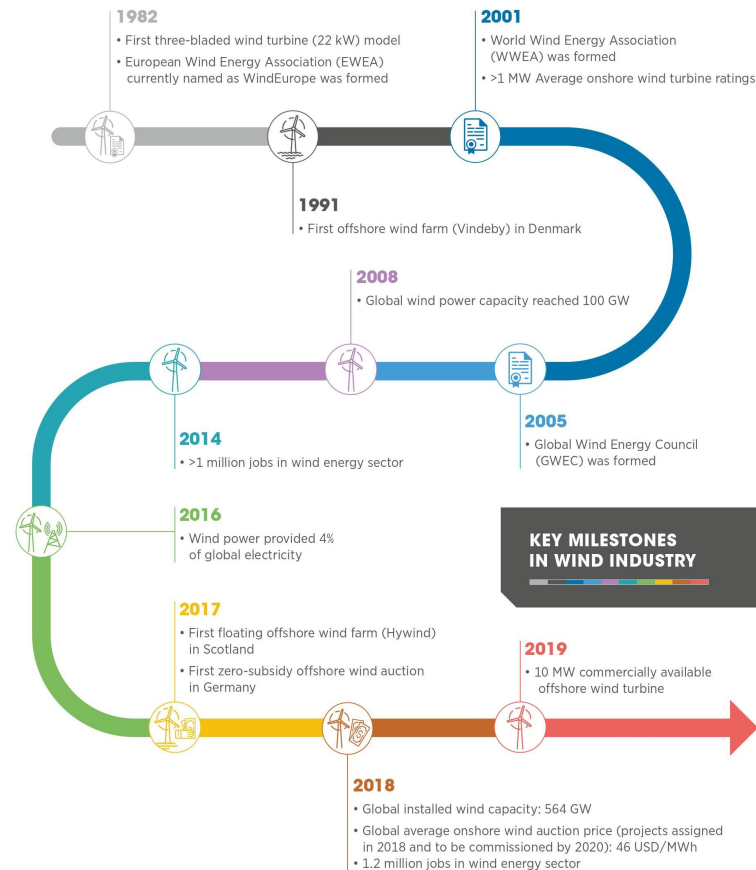 1982
• First three-bladed wind turbine (22 kW) model
• European Wind Energy Association (EWEA)
currently named as WindEurope was formed
2001
• World Wind Energy Association
(WWEA) was formed
• >1 MW Average onshore wind turbine ratings
1991
• First offshore wind farm (Vindeby) in Denmark
2008
• Global wind power capacity reached 100 GW
2005
• Global Wind Energy Council
(GWEC) was formed
2014
• >1 million jobs in wind energy sector
2016
• Wind power provided 4%
of global electricity
KEY MILESTONES
IN WIND INDUSTRY
2017
• First floating offshore wind farm (Hywind)
in Scotland
• First zero-subsidy offshore wind auction
in Germany
2019
• 10 MW commercially available
offshore wind turbine
2018
• Global installed wind capacity: 564 GW
• Global average onshore wind auction price (projects assigned
in 2018 and to be commissioned by 2020): 46 USD/MWh
• 1.2 million jobs in wind energy sector